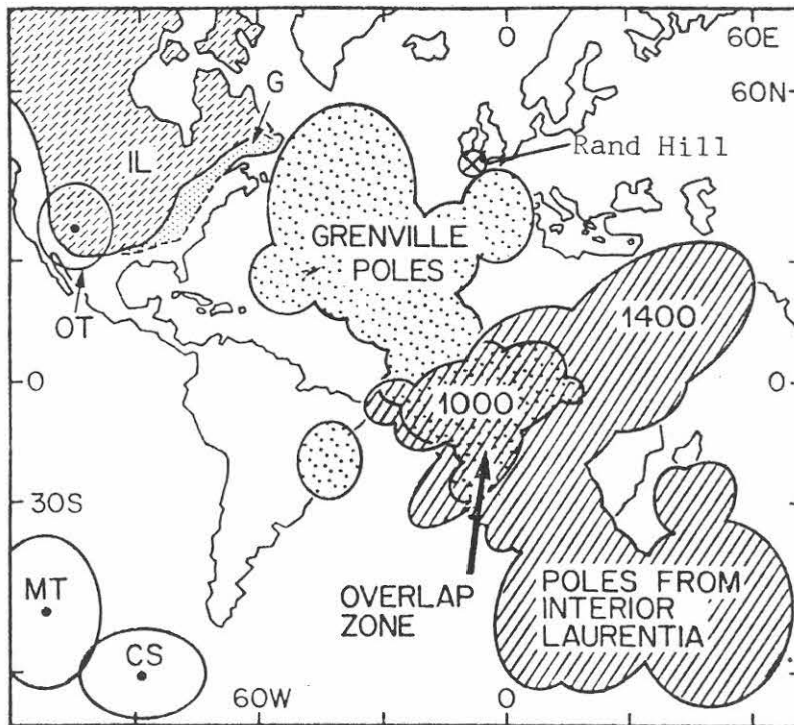 0
60E
60N
G
IL
Rand Hill
GRENVILLE
POLES
OT
1400
0
0
1000
30S
MT
OVERLAP
ZONE
POLES FROM
INTERIOR
LAURENTIA
CS
60W
0